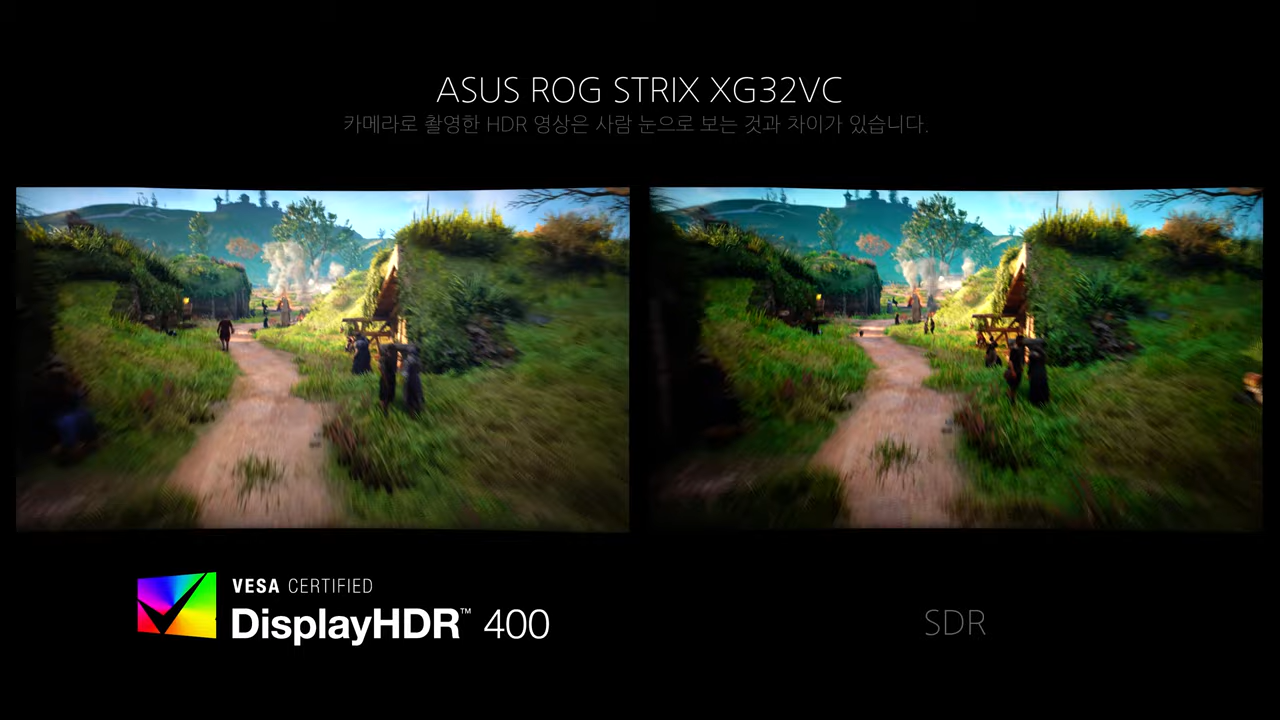 ASUS ROG STRIX XG32VC
카메라로 촬영한 HDR 영상은 사람 눈으로 보는 것과 차이가 있습니다.
VESA CERTIFIED
DisplayHDR™ 400
SDR